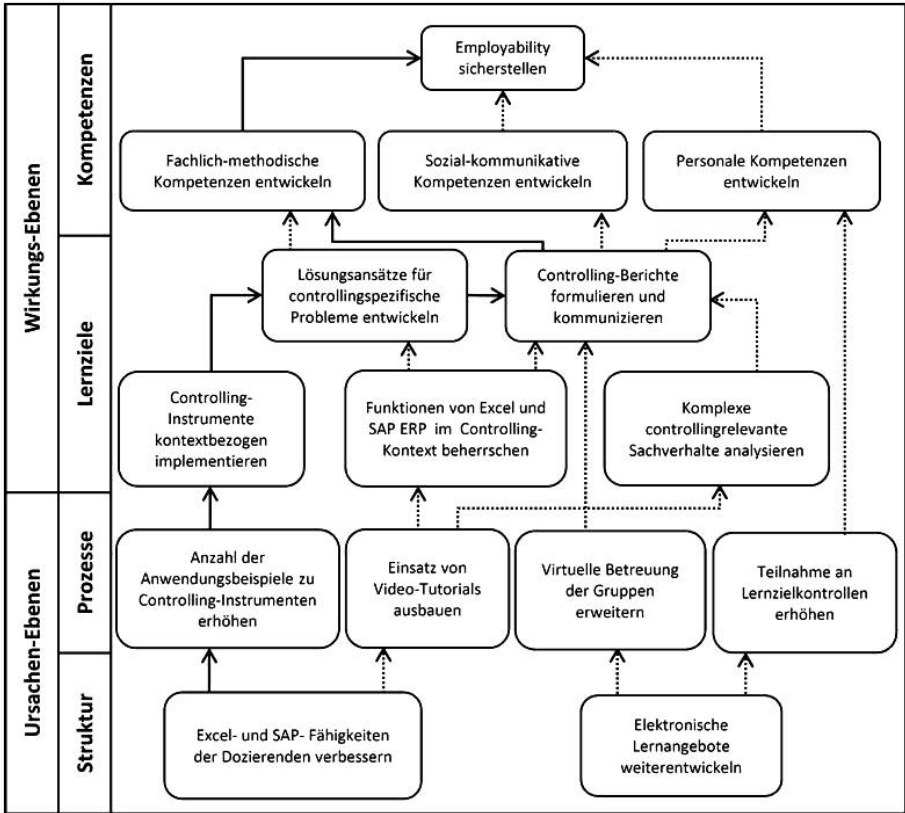 Wirkungs-Ebenen
Kompetenzen
Employability
sicherstellen
Fachlich-methodische
Kompetenzen entwickeln
Sozial-kommunikative
Kompetenzen entwickeln
Personale Kompetenzen
entwickeln
Lernziele
Lösungsansätze für
controllingspezifische
Probleme entwickeln
Controlling-Berichte
formulieren und
kommunizieren
Controlling-
Instrumente
kontextbezogen
implementieren
Funktionen von Excel und
SAP ERP im Controlling-
Kontext beherrschen
Komplexe
controllingrelevante
Sachverhalte analysieren
Ursachen-Ebenen
Prozesse
Anzahl der
Anwendungsbeispiele zu
Controlling-Instrumenten
erhöhen
Einsatz von
Video-Tutorials
ausbauen
Virtuelle Betreuung
der Gruppen
erweitern
Teilnahme an
Lernzielkontrollen
erhöhen
Struktur
Excel- und SAP- Fähigkeiten
der Dozierenden verbessern
Elektronische
Lernangebote
weiterentwickeln